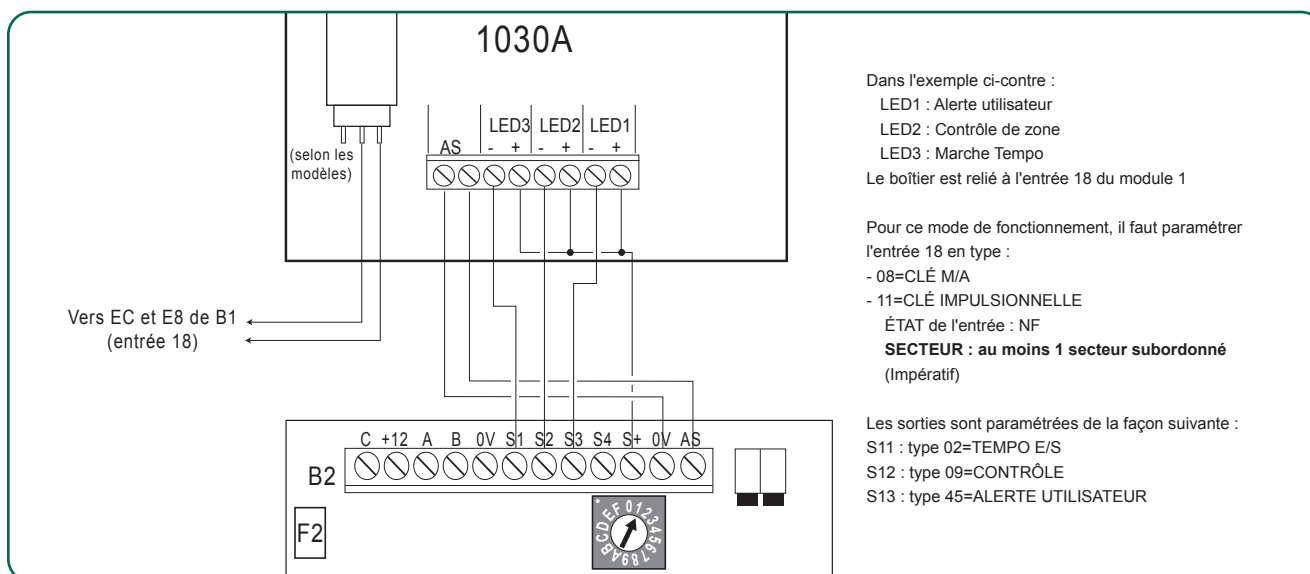 1030A
LED3 LED2 LED1
AS - + - + - +
(selon les
modèles)
Vers EC et E8 de B1
(entrée 18)
C +12 A B 0V S1 S2 S3 S4 S+ 0V AS
B2
F2
0123456789ABCDEF
Dans l'exemple ci-contre :
LED1 : Alerte utilisateur
LED2 : Contrôle de zone
LED3 : Marche Tempo
Le boîtier est relié à l'entrée 18 du module 1
Pour ce mode de fonctionnement, il faut paramétrer
l'entrée 18 en type :
- 08=CLÉ M/A
- 11=CLÉ IMPULSIONNELLE
ÉTAT de l'entrée : NF
SECTEUR : au moins 1 secteur subordonné
(Impératif)
Les sorties sont paramétrées de la façon suivante :
S11 : type 02=TEMPO E/S
S12 : type 09=CONTRÔLE
S13 : type 45=ALERTE UTILISATEUR